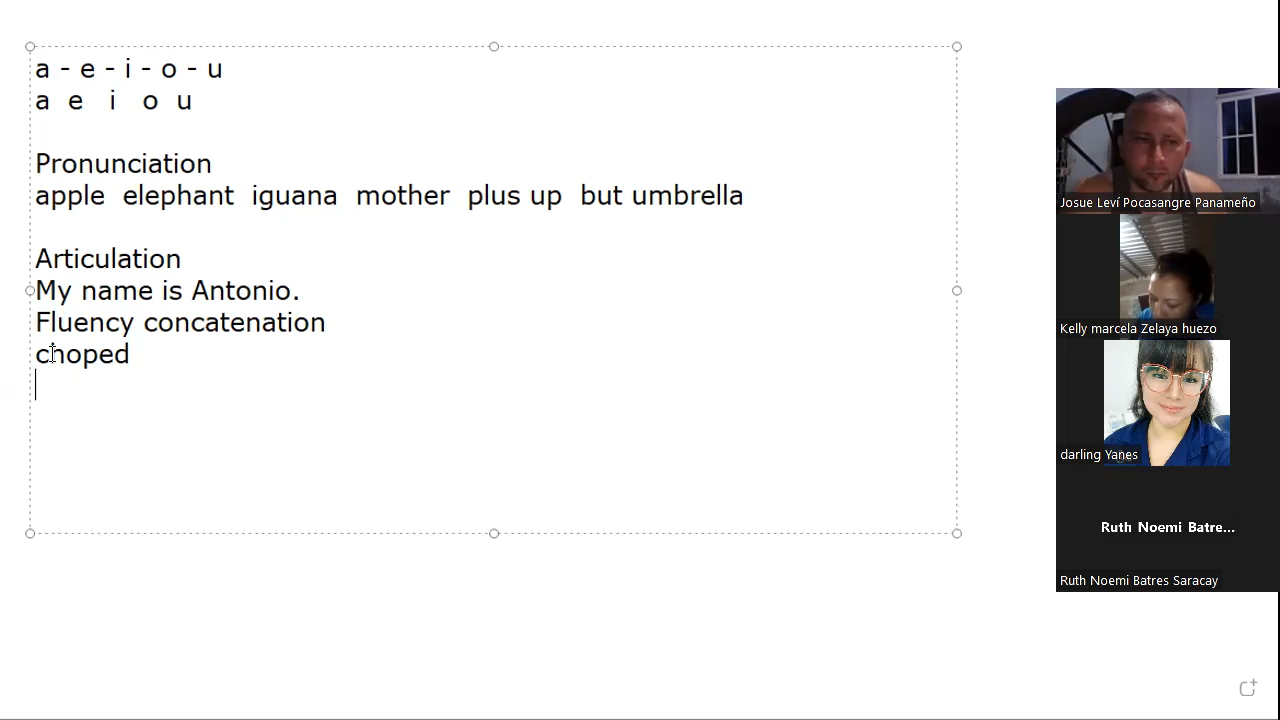 a - e - i - o - u
a e i o u
Pronunciation
apple elephant iguana mother plus up but umbrella
Articulation
My name is Antonio.
Fluency concatenation
choped
Josue Leví Pocasangre Panameño
Kelly marcela Zelaya huezo
darling Yanes
Ruth Noemi Batre...
Ruth Noemi Batres Saracay